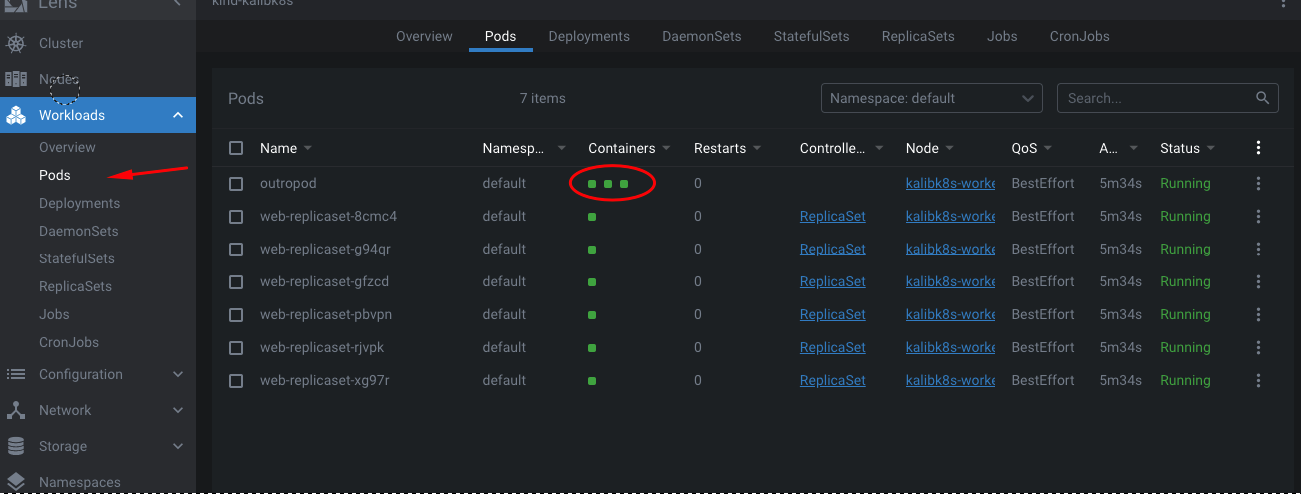 Lens
kind-kalibk8s
Cluster
Nodes
Workloads
Overview
Pods
Deployments
DaemonSets
StatefulSets
ReplicaSets
Jobs
CronJobs
Configuration
Network
Storage
Namespaces
Overview Pods Deployments DaemonSets StatefulSets ReplicaSets Jobs CronJobs
Pods 7 items Namespace: default Search...
Name Namesp... Containers Restarts Controlle... Node QoS A... Status
outropod default 0 kalibk8s-worke BestEffort 5m34s Running
web-replicaset-8cmc4 default 0 ReplicaSet kalibk8s-worke BestEffort 5m34s Running
web-replicaset-g94qr default 0 ReplicaSet kalibk8s-worke BestEffort 5m34s Running
web-replicaset-gfzcd default 0 ReplicaSet kalibk8s-worke BestEffort 5m34s Running
web-replicaset-pbvpn default 0 ReplicaSet kalibk8s-worke BestEffort 5m34s Running
web-replicaset-rjvpk default 0 ReplicaSet kalibk8s-worke BestEffort 5m34s Running
web-replicaset-xg97r default 0 ReplicaSet kalibk8s-worke BestEffort 5m34s Running